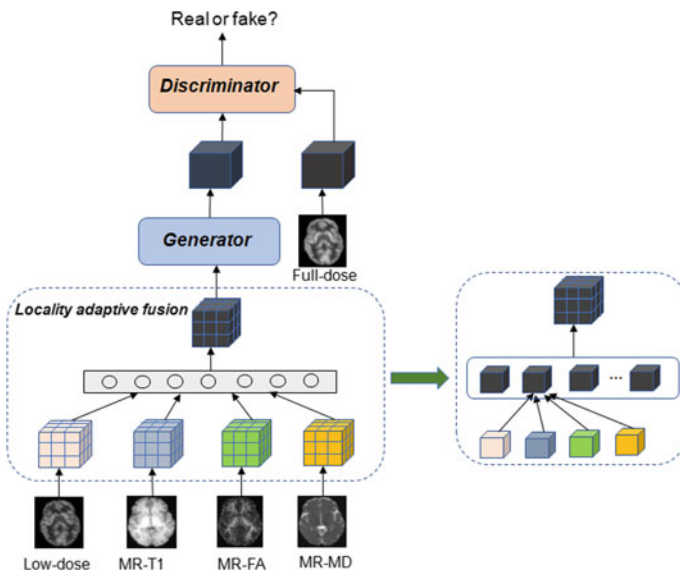 Real or fake?
Discriminator
Generator
Full-dose
Locality adaptive fusion
...
Low-dose
MR-T1
MR-FA
MR-MD